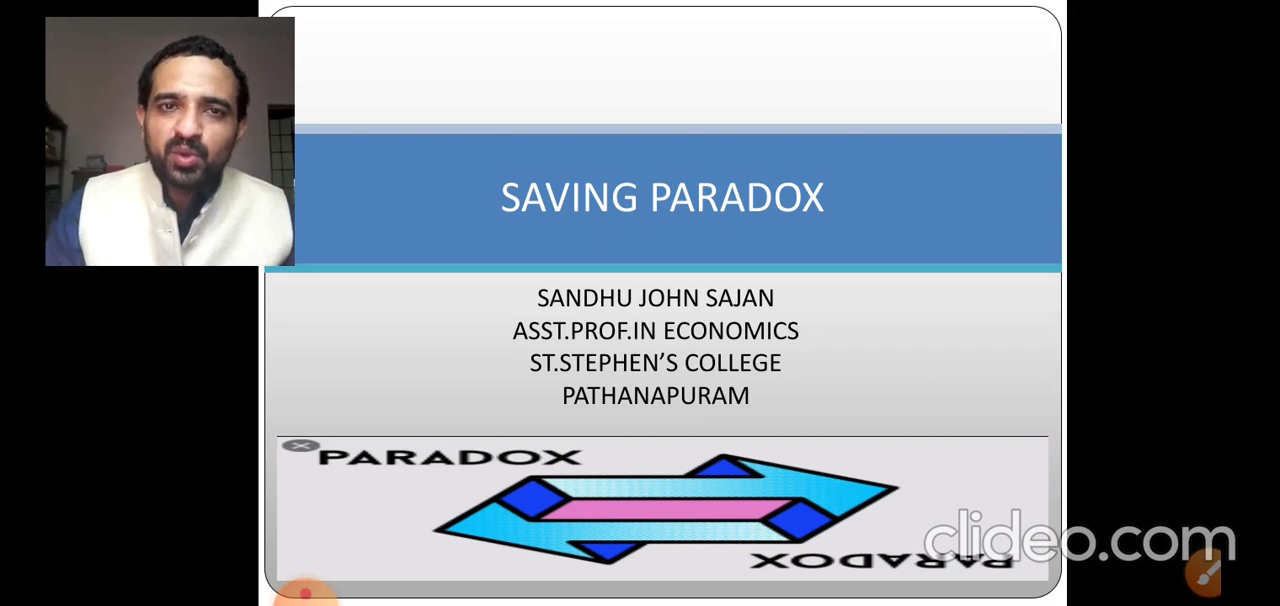 SAVING PARADOX
SANDHU JOHN SAJAN
ASST.PROF.IN ECONOMICS
ST.STEPHEN'S COLLEGE
PATHANAPURAM
PARADOX
PARADOX
clideo.com